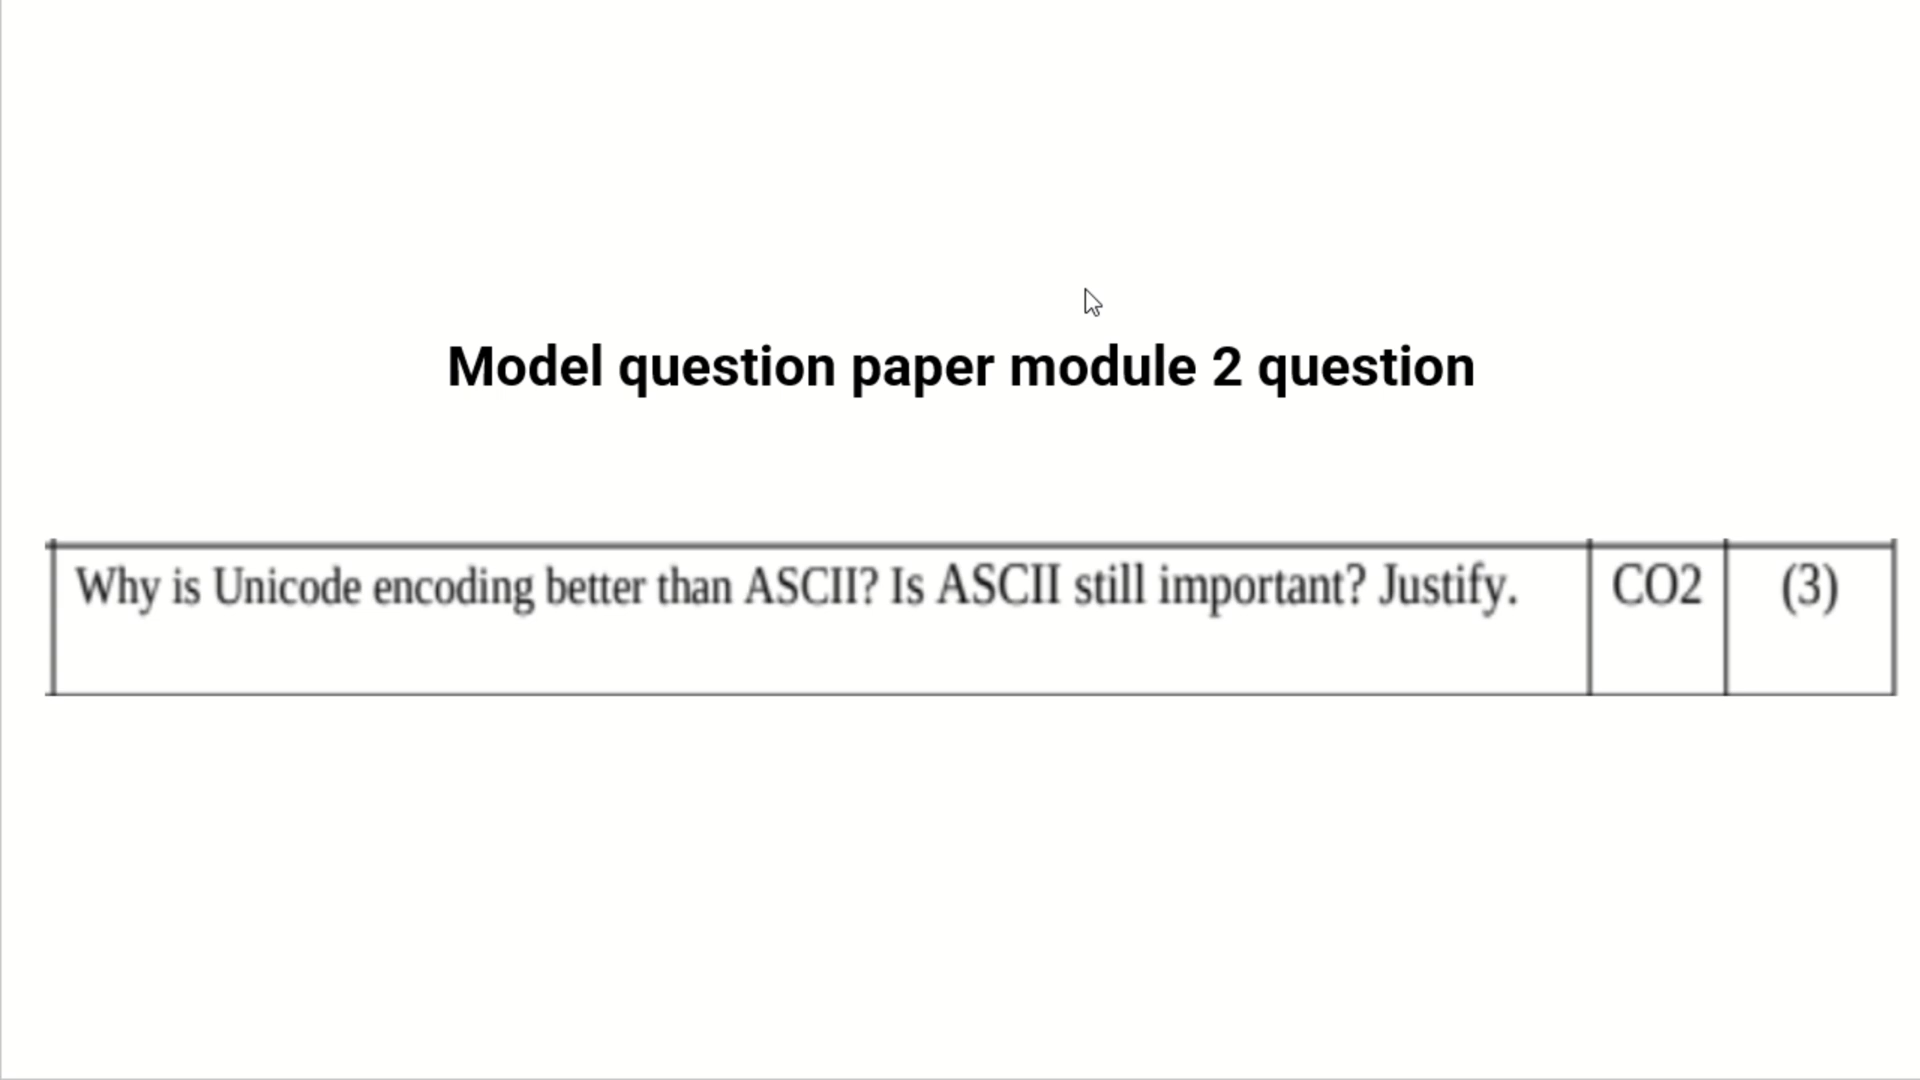 Model question paper module 2 question
Why is Unicode encoding better than ASCII? Is ASCII still important? Justify. CO2 (3)